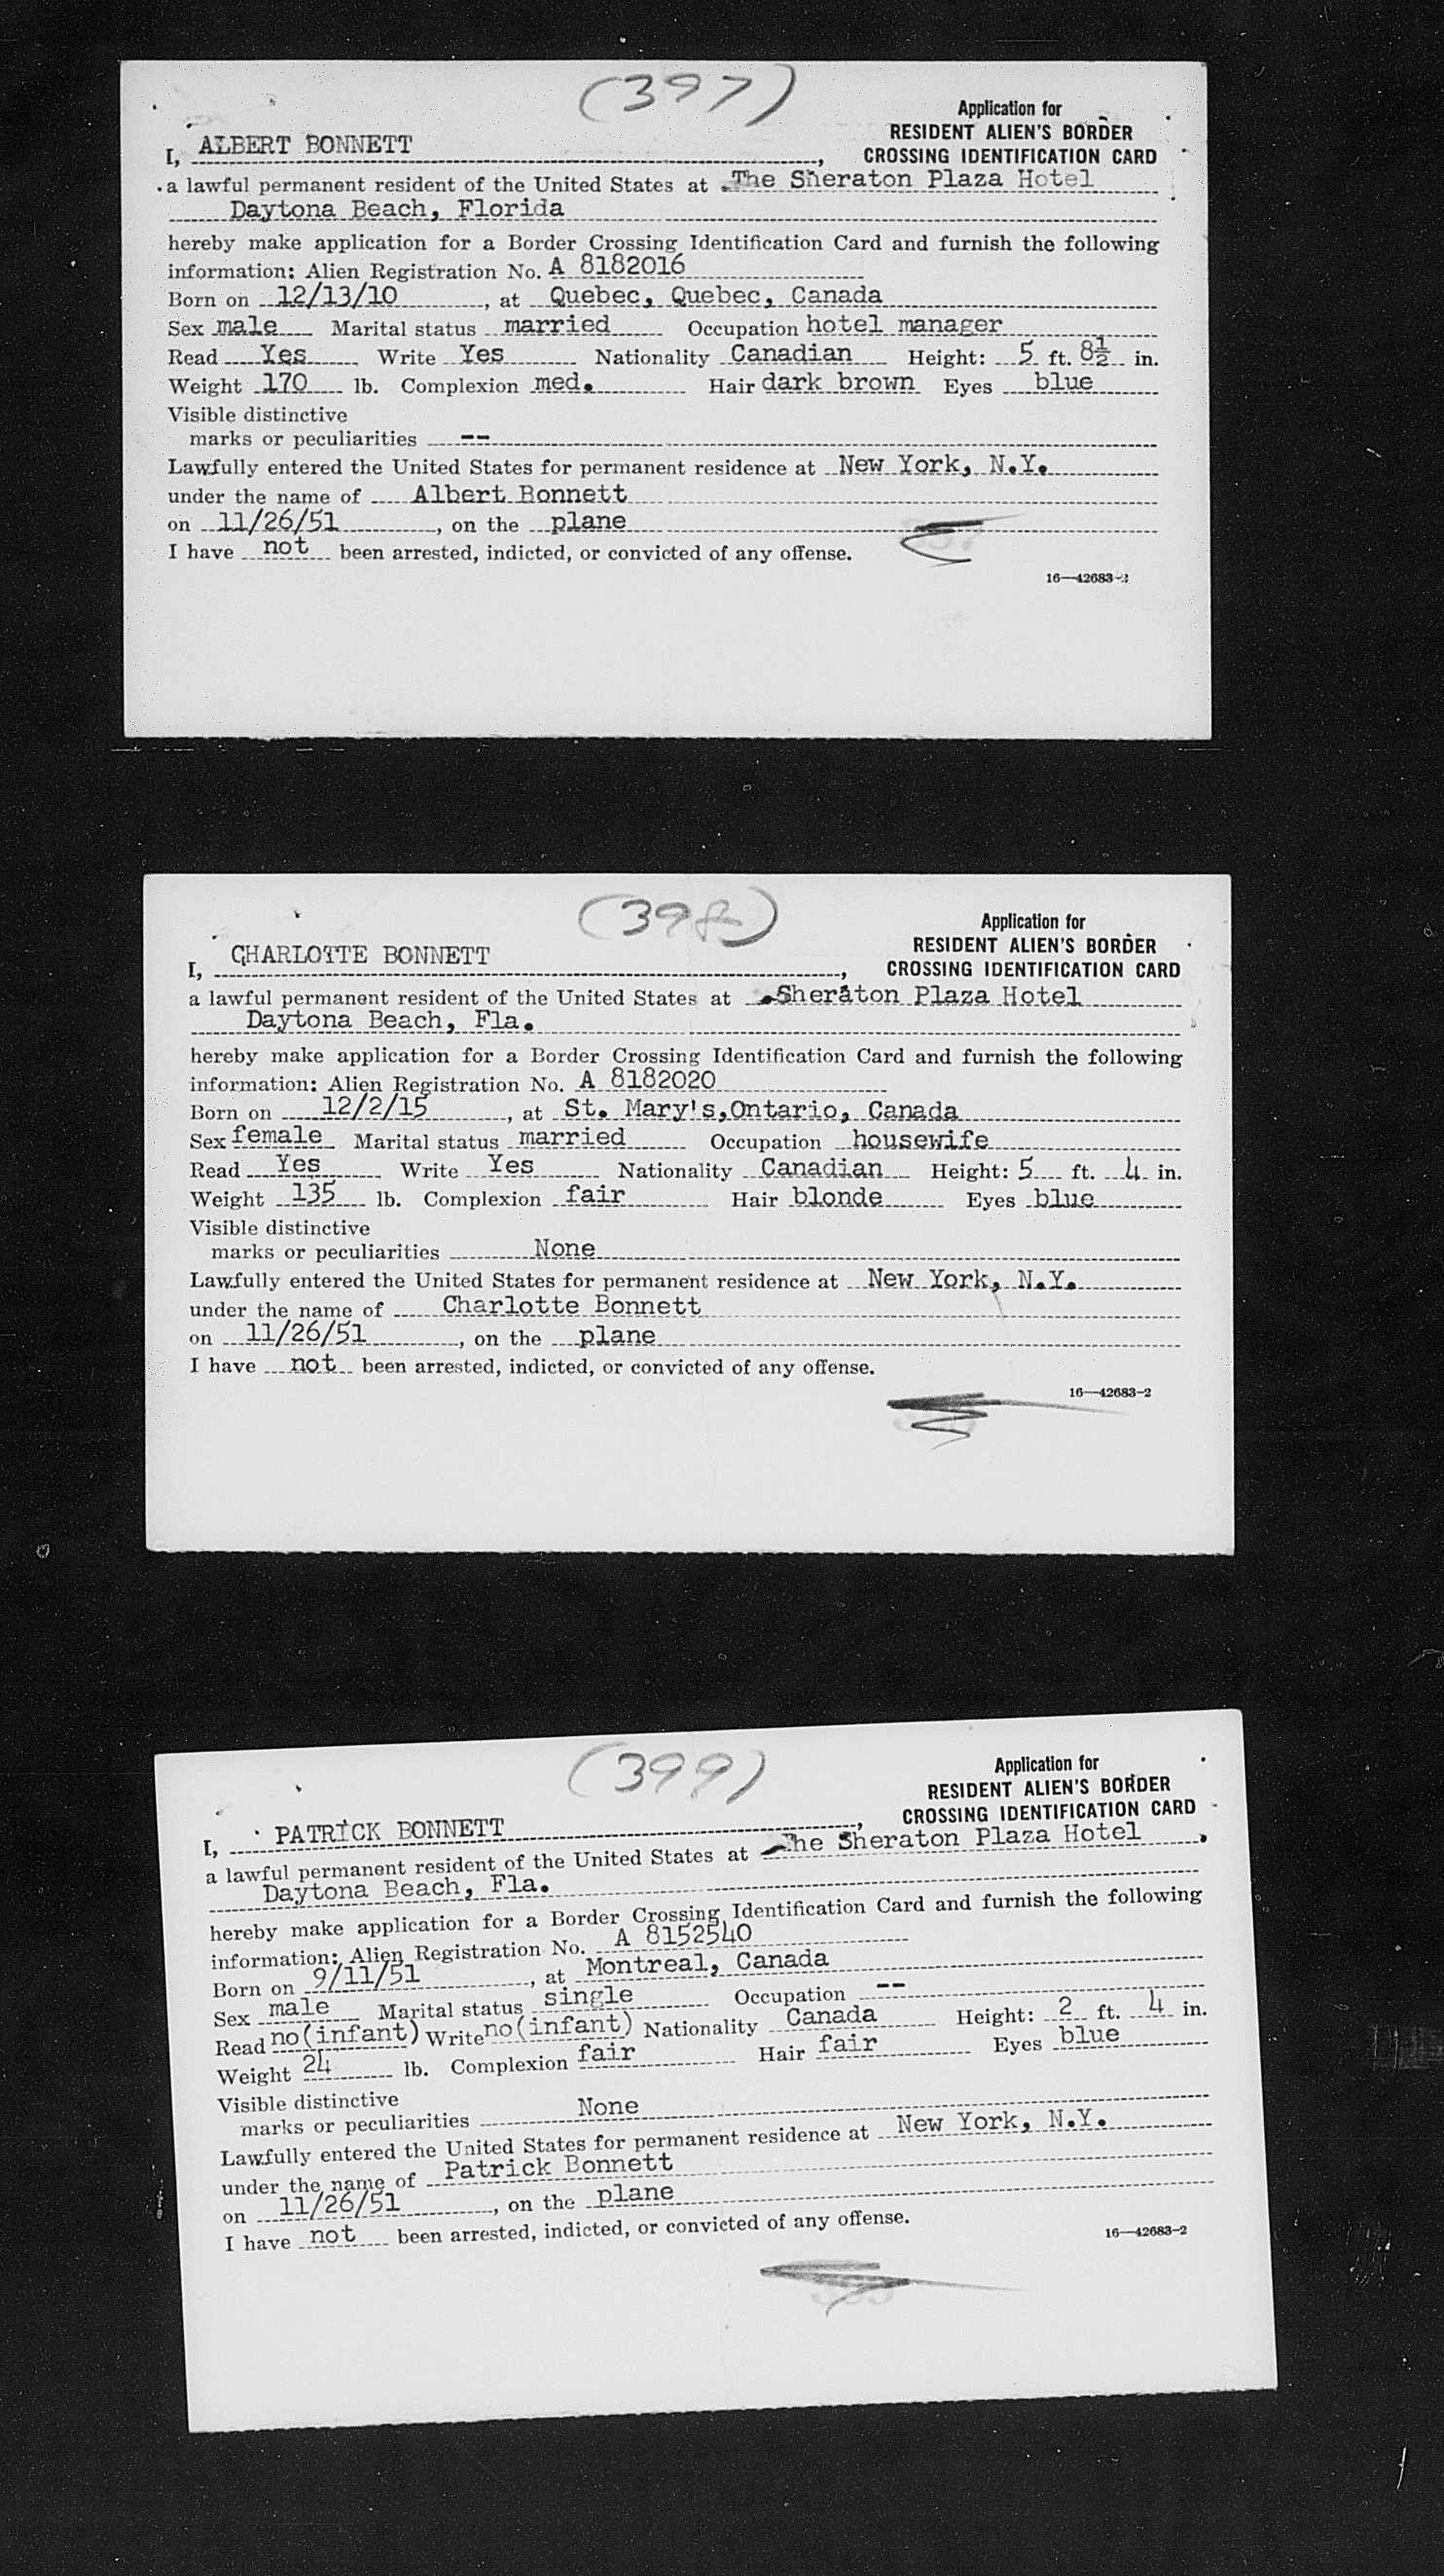 (397)
Application for
RESIDENT ALIEN'S BORDER
CROSSING IDENTIFICATION CARD
I, ALBERT BONNETT,
a lawful permanent resident of the United States at The Sheraton Plaza Hotel
Daytona Beach, Florida
hereby make application for a Border Crossing Identification Card and furnish the following
information: Alien Registration No. A 8182016
Born on 12/13/10, at Quebec, Quebec, Canada
Sex male Marital status married Occupation hotel manager
Read Yes Write Yes Nationality Canadian Height: 5 ft. 8½ in.
Weight 170 lb. Complexion med. Hair dark brown Eyes blue
Visible distinctive
marks or peculiarities --
Lawfully entered the United States for permanent residence at New York, N.Y.
under the name of Albert Bonnett
on 11/26/51, on the plane
I have not been arrested, indicted, or convicted of any offense.
16—42683-2
(398)
Application for
RESIDENT ALIEN'S BORDER
CROSSING IDENTIFICATION CARD
I, CHARLOTTE BONNETT,
a lawful permanent resident of the United States at Sheraton Plaza Hotel
Daytona Beach, Fla.
hereby make application for a Border Crossing Identification Card and furnish the following
information: Alien Registration No. A 8182020
Born on 12/2/15, at St. Mary's, Ontario, Canada
Sex female Marital status married Occupation housewife
Read Yes Write Yes Nationality Canadian Height: 5 ft. 4 in.
Weight 135 lb. Complexion fair Hair blonde Eyes blue
Visible distinctive
marks or peculiarities None
Lawfully entered the United States for permanent residence at New York, N.Y.
under the name of Charlotte Bonnett
on 11/26/51, on the plane
I have not been arrested, indicted, or convicted of any offense.
16—42683-2
(399)
Application for
RESIDENT ALIEN'S BORDER
CROSSING IDENTIFICATION CARD
I, PATRICK BONNETT,
a lawful permanent resident of the United States at The Sheraton Plaza Hotel
Daytona Beach, Fla.
hereby make application for a Border Crossing Identification Card and furnish the following
information: Alien Registration No. A 8152540
Born on 9/11/51, at Montreal, Canada
Sex male Marital status single Occupation --
Read no(infant) Write no(infant) Nationality Canada Height: 2 ft. 4 in.
Weight 24 lb. Complexion fair Hair fair Eyes blue
Visible distinctive
marks or peculiarities None
Lawfully entered the United States for permanent residence at New York, N.Y.
under the name of Patrick Bonnett
on 11/26/51, on the plane
I have not been arrested, indicted, or convicted of any offense.
16—42683-2